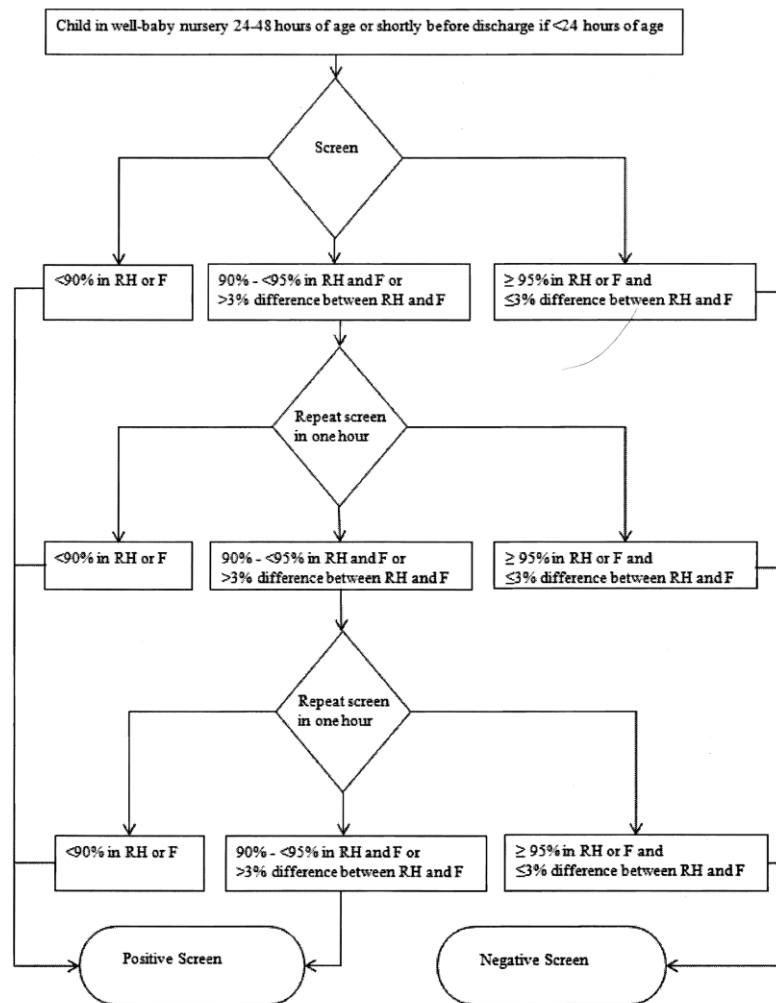 Child in well-baby nursery 24-48 hours of age or shortly before discharge if <24 hours of age
Screen
<90% in RH or F
90% - <95% in RH and F or
>3% difference between RH and F
≥ 95% in RH or F and
≤3% difference between RH and F
Repeat screen
in one hour
<90% in RH or F
90% - <95% in RH and F or
>3% difference between RH and F
≥ 95% in RH or F and
≤3% difference between RH and F
Repeat screen
in one hour
<90% in RH or F
90% - <95% in RH and F or
>3% difference between RH and F
≥ 95% in RH or F and
≤3% difference between RH and F
Positive Screen
Negative Screen